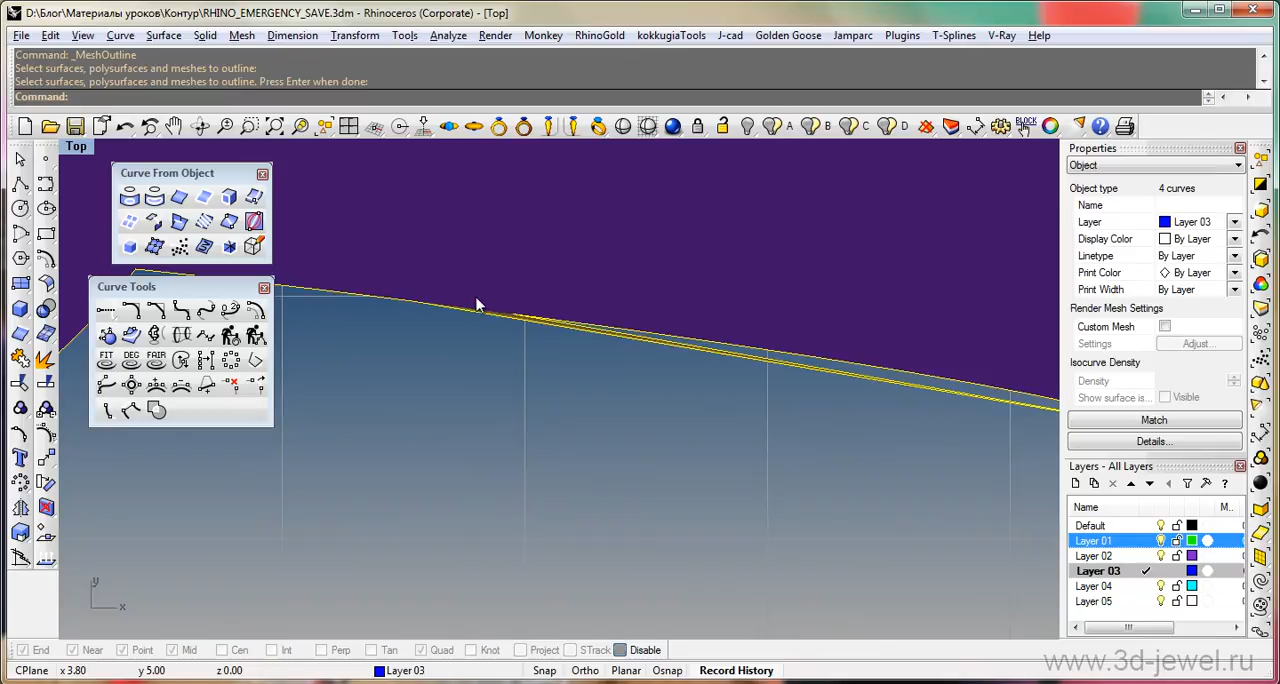 D:\Блог\Материалы уроков\Контур\RHINO_EMERGENCY_SAVE.3dm - Rhinoceros (Corporate) - [Top]
File Edit View Curve Surface Solid Mesh Dimension Transform Tools Analyze Render Monkey RhinoGold kokkugiaTools J-cad Golden Goose Jamparc Plugins T-Splines V-Ray Help
Command: _MeshOutline
Select surfaces, polysurfaces and meshes to outline:
Select surfaces, polysurfaces and meshes to outline. Press Enter when done:
Command:
A B C D BLOCK
Top
Curve From Object
Curve Tools
FIT DEG FAIR
y
x
Properties
Object
Object type 4 curves
Name
Layer Layer 03
Display Color By Layer
Linetype By Layer
Print Color By Layer
Print Width By Layer
Render Mesh Settings
Custom Mesh
Settings Adjust...
Isocurve Density
Density
Show surface is... Visible
Match
Details...
Layers - All Layers
Name M..
Default
Layer 01
Layer 02
Layer 03
Layer 04
Layer 05
End Near Point Mid Cen Int Perp Tan Quad Knot Project STrack Disable
CPlane x 3.80 y 5.00 z 0.00 Layer 03 Snap Ortho Planar Osnap Record History
www.3d-jewel.ru